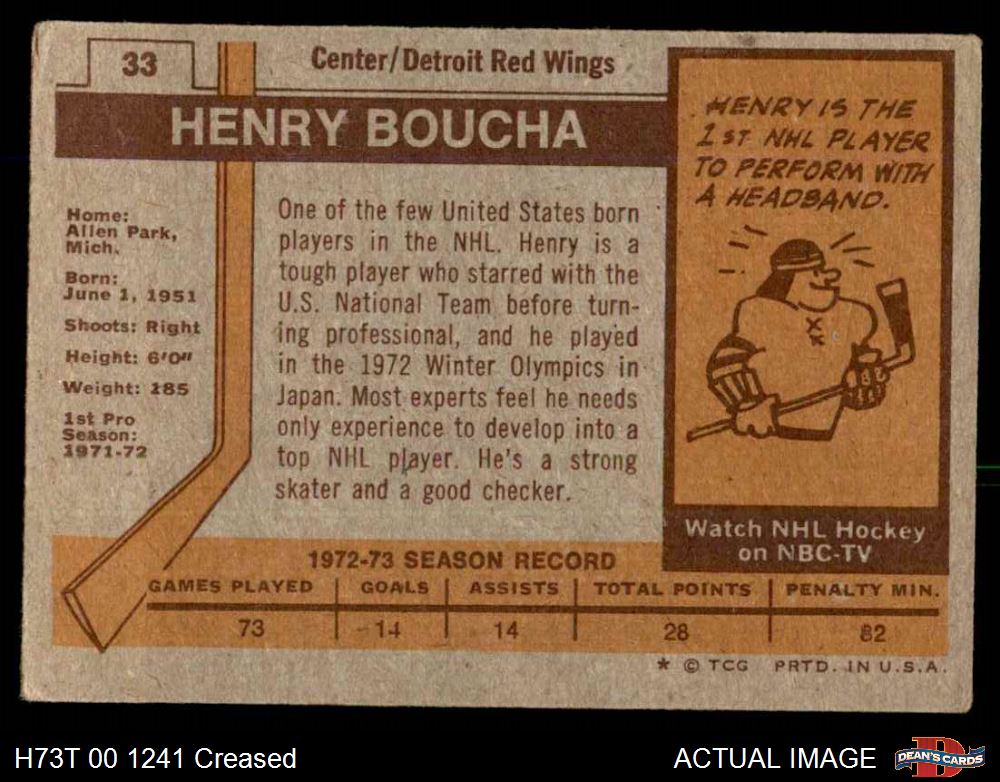 33
Center/Detroit Red Wings
HENRY BOUCHA
Home:
Allen Park,
Mich.
Born:
June 1, 1951
Shoots: Right
Height: 6'0"
Weight: 185
1st Pro
Season:
1971-72
One of the few United States born
players in the NHL. Henry is a
tough player who starred with the
U.S. National Team before turn-
ing professional, and he played
in the 1972 Winter Olympics in
Japan. Most experts feel he needs
only experience to develop into a
top NHL player. He's a strong
skater and a good checker.
HENRY IS THE
1ST NHL PLAYER
TO PERFORM WITH
A HEADBAND.
Watch NHL Hockey
on NBC-TV
1972-73 SEASON RECORD
GAMES PLAYED GOALS ASSISTS TOTAL POINTS PENALTY MIN.
73 14 14 28 82
* © TCG PRTD. IN U.S.A.
H73T 00 1241 Creased
ACTUAL IMAGE
D
DEAN'S CARDS